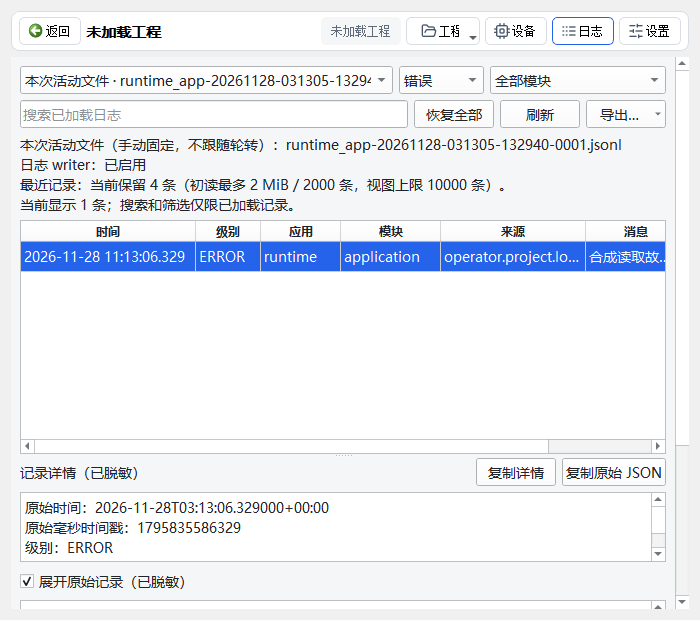 返回 未加载工程 未加载工程 工程 设备 日志 设置
本次活动文件 · runtime_app-20261128-031305-13294 错误 全部模块
搜索已加载日志 恢复全部 刷新 导出...
本次活动文件（手动固定，不跟随轮转）：runtime_app-20261128-031305-132940-0001.jsonl
日志 writer：已启用
最近记录：当前保留 4 条（初读最多 2 MiB / 2000 条，视图上限 10000 条）。
当前显示 1 条；搜索和筛选仅限已加载记录。
时间 级别 应用 模块 来源 消息
2026-11-28 11:13:06.329 ERROR runtime application operator.project.lo... 合成读取故...
记录详情（已脱敏） 复制详情 复制原始 JSON
原始时间：2026-11-28T03:13:06.329000+00:00
原始毫秒时间戳：1795835586329
级别：ERROR
展开原始记录（已脱敏）